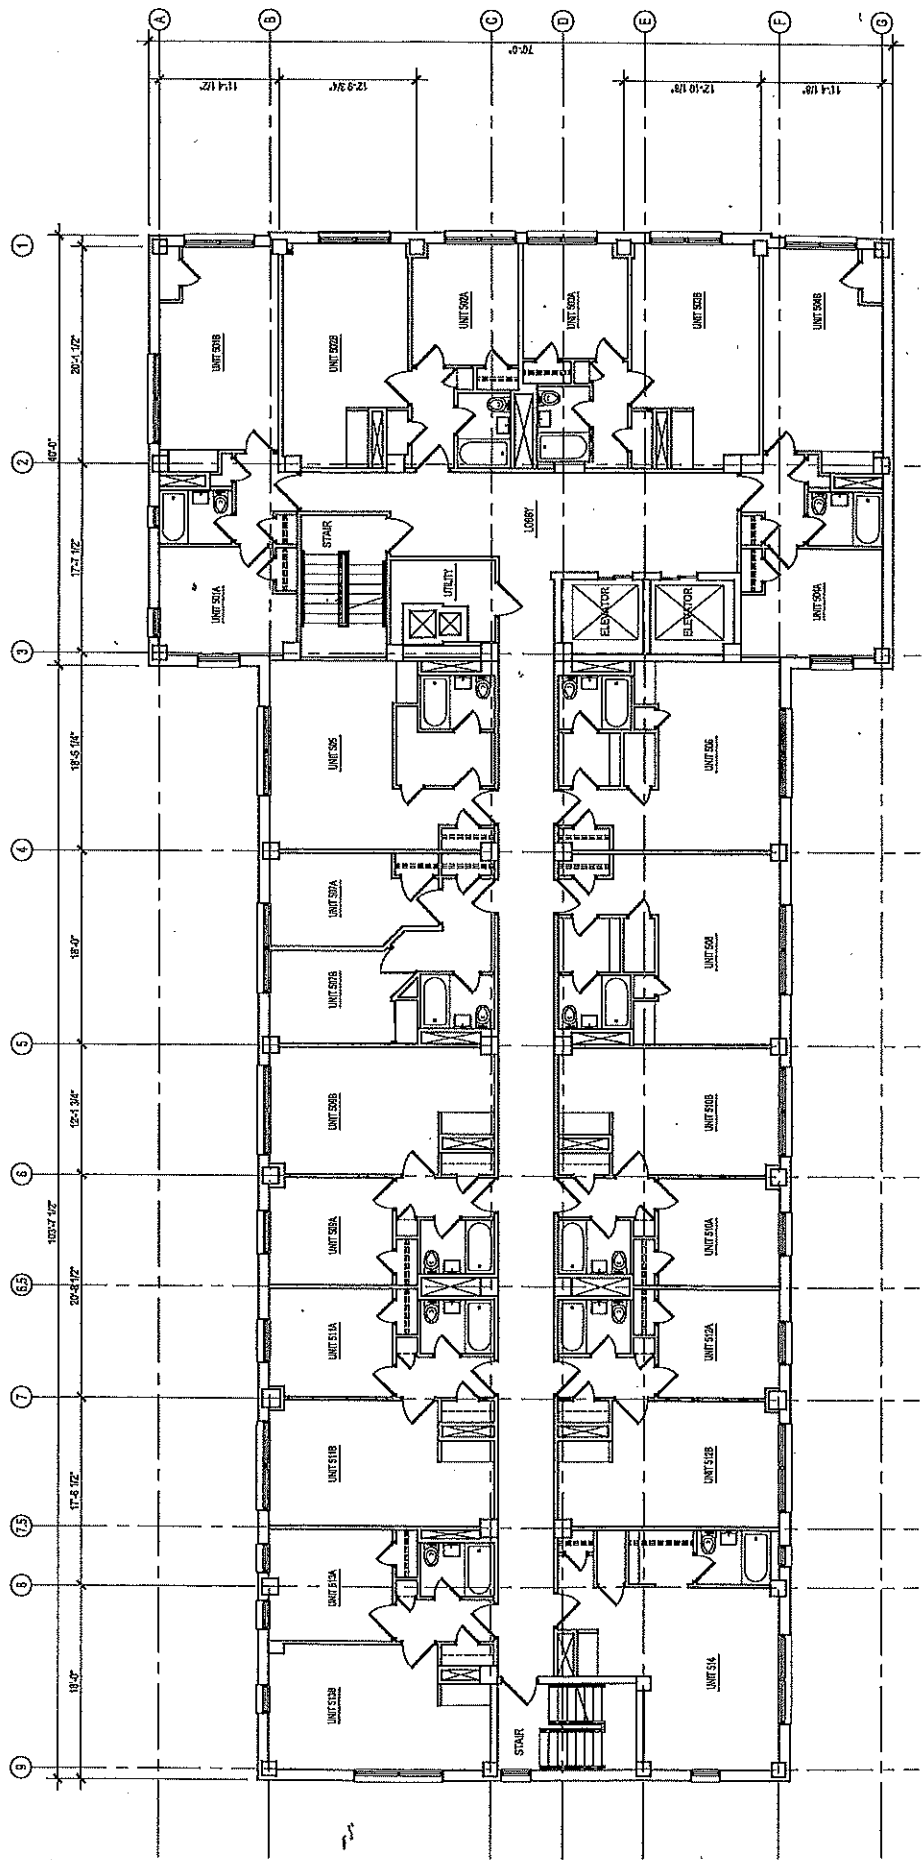 A
B
C
D
E
F
G
70'-0"
11'-4 1/2"
12'-9 3/4"
12'-10 1/8"
11'-4 1/8"
1
2
3
4
5
6
6.5
7
7.5
8
9
40'-0"
20'-1 1/2"
17'-7 1/2"
103'-7 1/2"
18'-5 1/4"
18'-0"
12'-1 3/4"
20'-8 1/2"
17'-6 1/2"
18'-0"
UNIT 501B
UNIT 502B
UNIT 502A
UNIT 503A
UNIT 503B
UNIT 504B
UNIT 501A
STAIR
UTILITY
LOBBY
ELEVATOR
ELEVATOR
UNIT 504A
UNIT 505
UNIT 506
UNIT 507A
UNIT 507B
UNIT 508
UNIT 509B
UNIT 510B
UNIT 509A
UNIT 510A
UNIT 511A
UNIT 512A
UNIT 511B
UNIT 512B
UNIT 513A
UNIT 513B
STAIR
UNIT 514